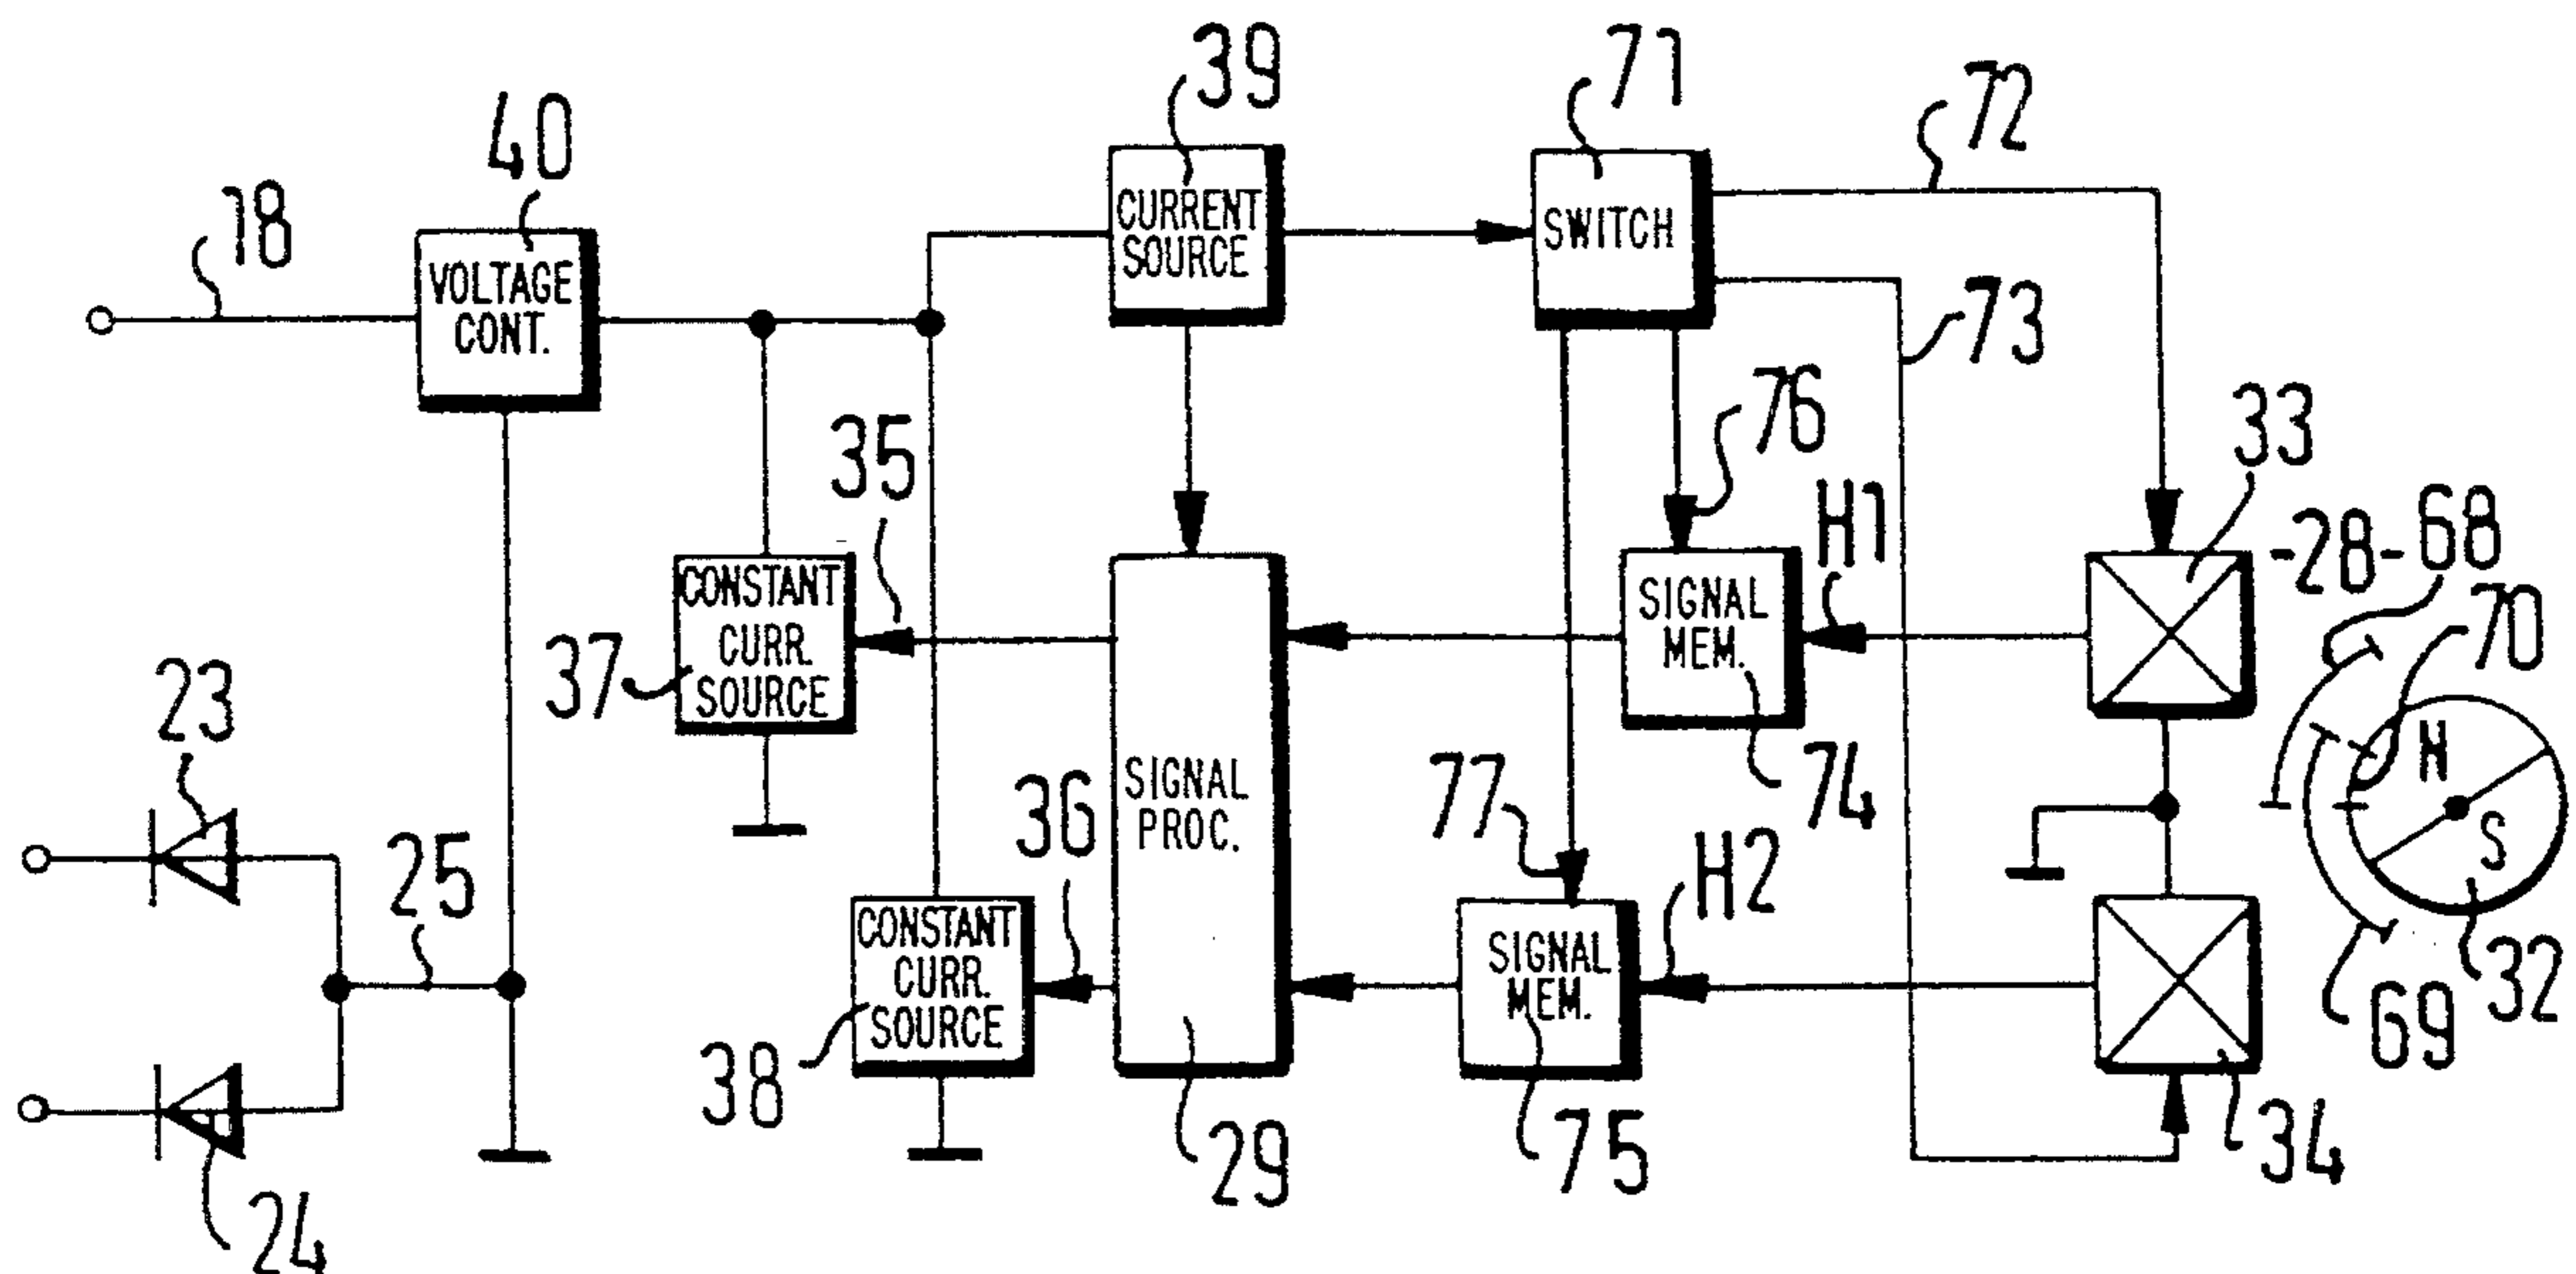 39
71
72
40
18
CURRENT
SOURCE
SWITCH
VOLTAGE
CONT.
73
76
33
35
H1
-28-
68
CONSTANT
CURR.
SOURCE
37
SIGNAL
MEM.
70
23
N
S
SIGNAL
PROC.
74
77
36
25
H2
CONSTANT
CURR.
SOURCE
SIGNAL
MEM.
32
69
38
29
75
34
24